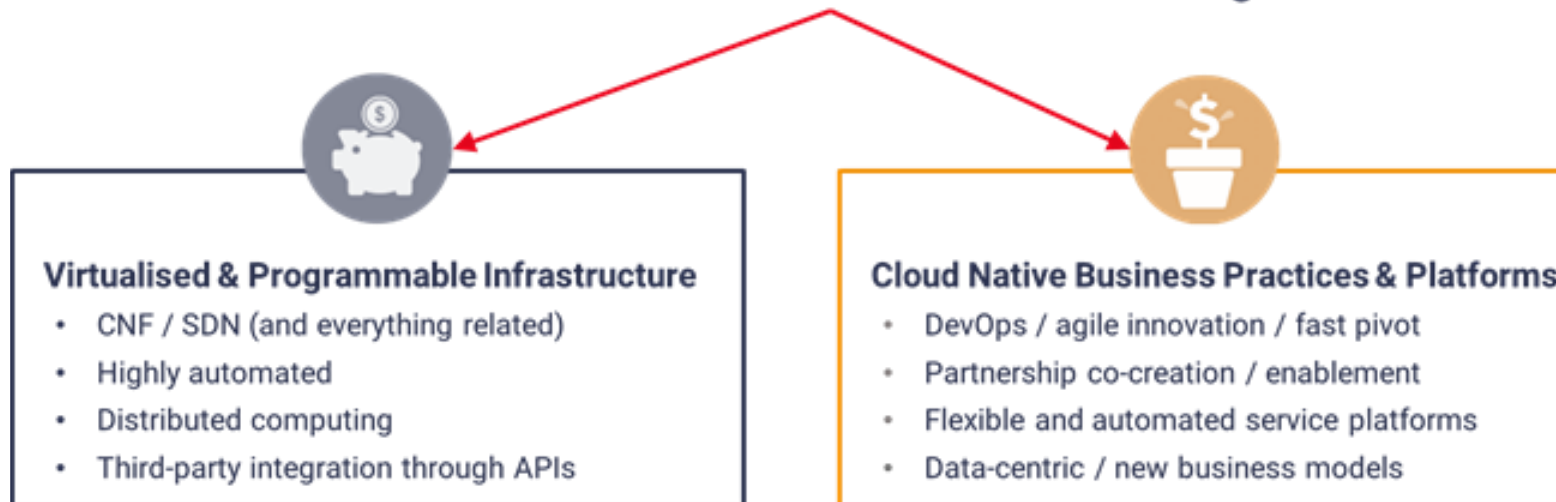 $
$
Virtualised & Programmable Infrastructure
• CNF / SDN (and everything related)
• Highly automated
• Distributed computing
• Third-party integration through APIs
Cloud Native Business Practices & Platforms
• DevOps / agile innovation / fast pivot
• Partnership co-creation / enablement
• Flexible and automated service platforms
• Data-centric / new business models